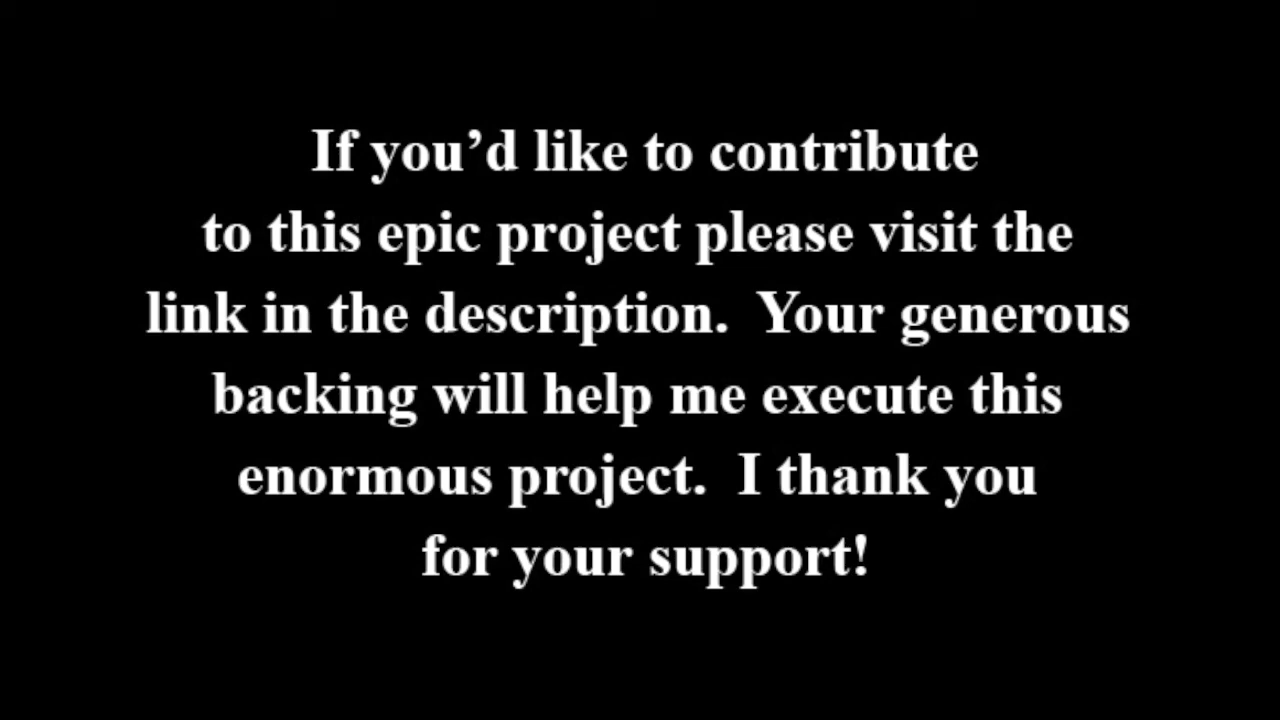 If you’d like to contribute
to this epic project please visit the
link in the description.  Your generous
backing will help me execute this
enormous project.  I thank you
for your support!